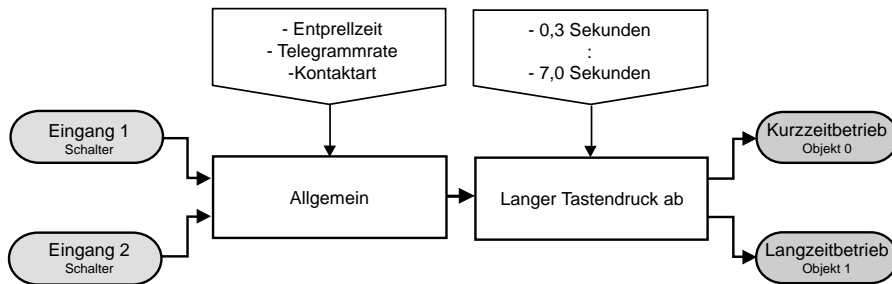 - Entprellzeit
- Telegrammrate
-Kontaktart
- 0,3 Sekunden
:
- 7,0 Sekunden
Eingang 1
Schalter
Kurzzeitbetrieb
Objekt 0
Allgemein
Langer Tastendruck ab
Eingang 2
Schalter
Langzeitbetrieb
Objekt 1